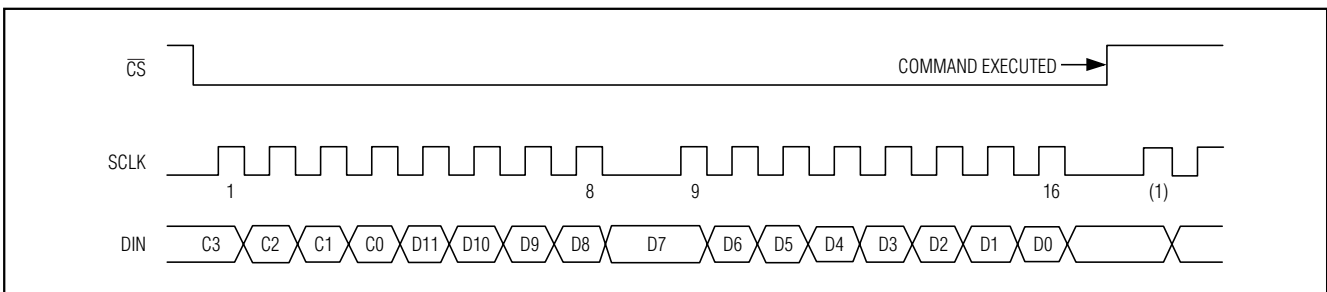 CS
COMMAND EXECUTED
SCLK
1
8
9
16
(1)
DIN
C3
C2
C1
C0
D11
D10
D9
D8
D7
D6
D5
D4
D3
D2
D1
D0